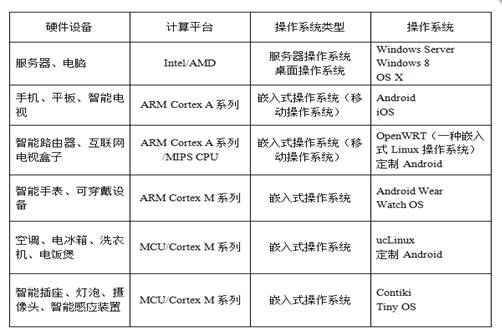 硬件设备 计算平台 操作系统类型 操作系统
服务器、电脑 Intel/AMD 服务器操作系统
桌面操作系统 Windows Server
Windows 8
OS X
手机、平板、智能电
视 ARM Cortex A 系列 嵌入式操作系统（移
动操作系统） Android
iOS
智能路由器、互联网
电视盒子 ARM Cortex A 系列
/MIPS CPU 嵌入式操作系统（移
动操作系统） OpenWRT（一种嵌入
式 Linux 操作系统）
定制 Android
智能手表、可穿戴设
备 ARM Cortex M 系列 嵌入式操作系统 Android Wear
Watch OS
空调、电冰箱、洗衣
机、电饭煲 MCU/Cortex M 系列 嵌入式操作系统 ucLinux
定制 Android
智能插座、灯泡、摄
像头、智能感应装置 MCU/Cortex M 系列 嵌入式操作系统 Contiki
Tiny OS